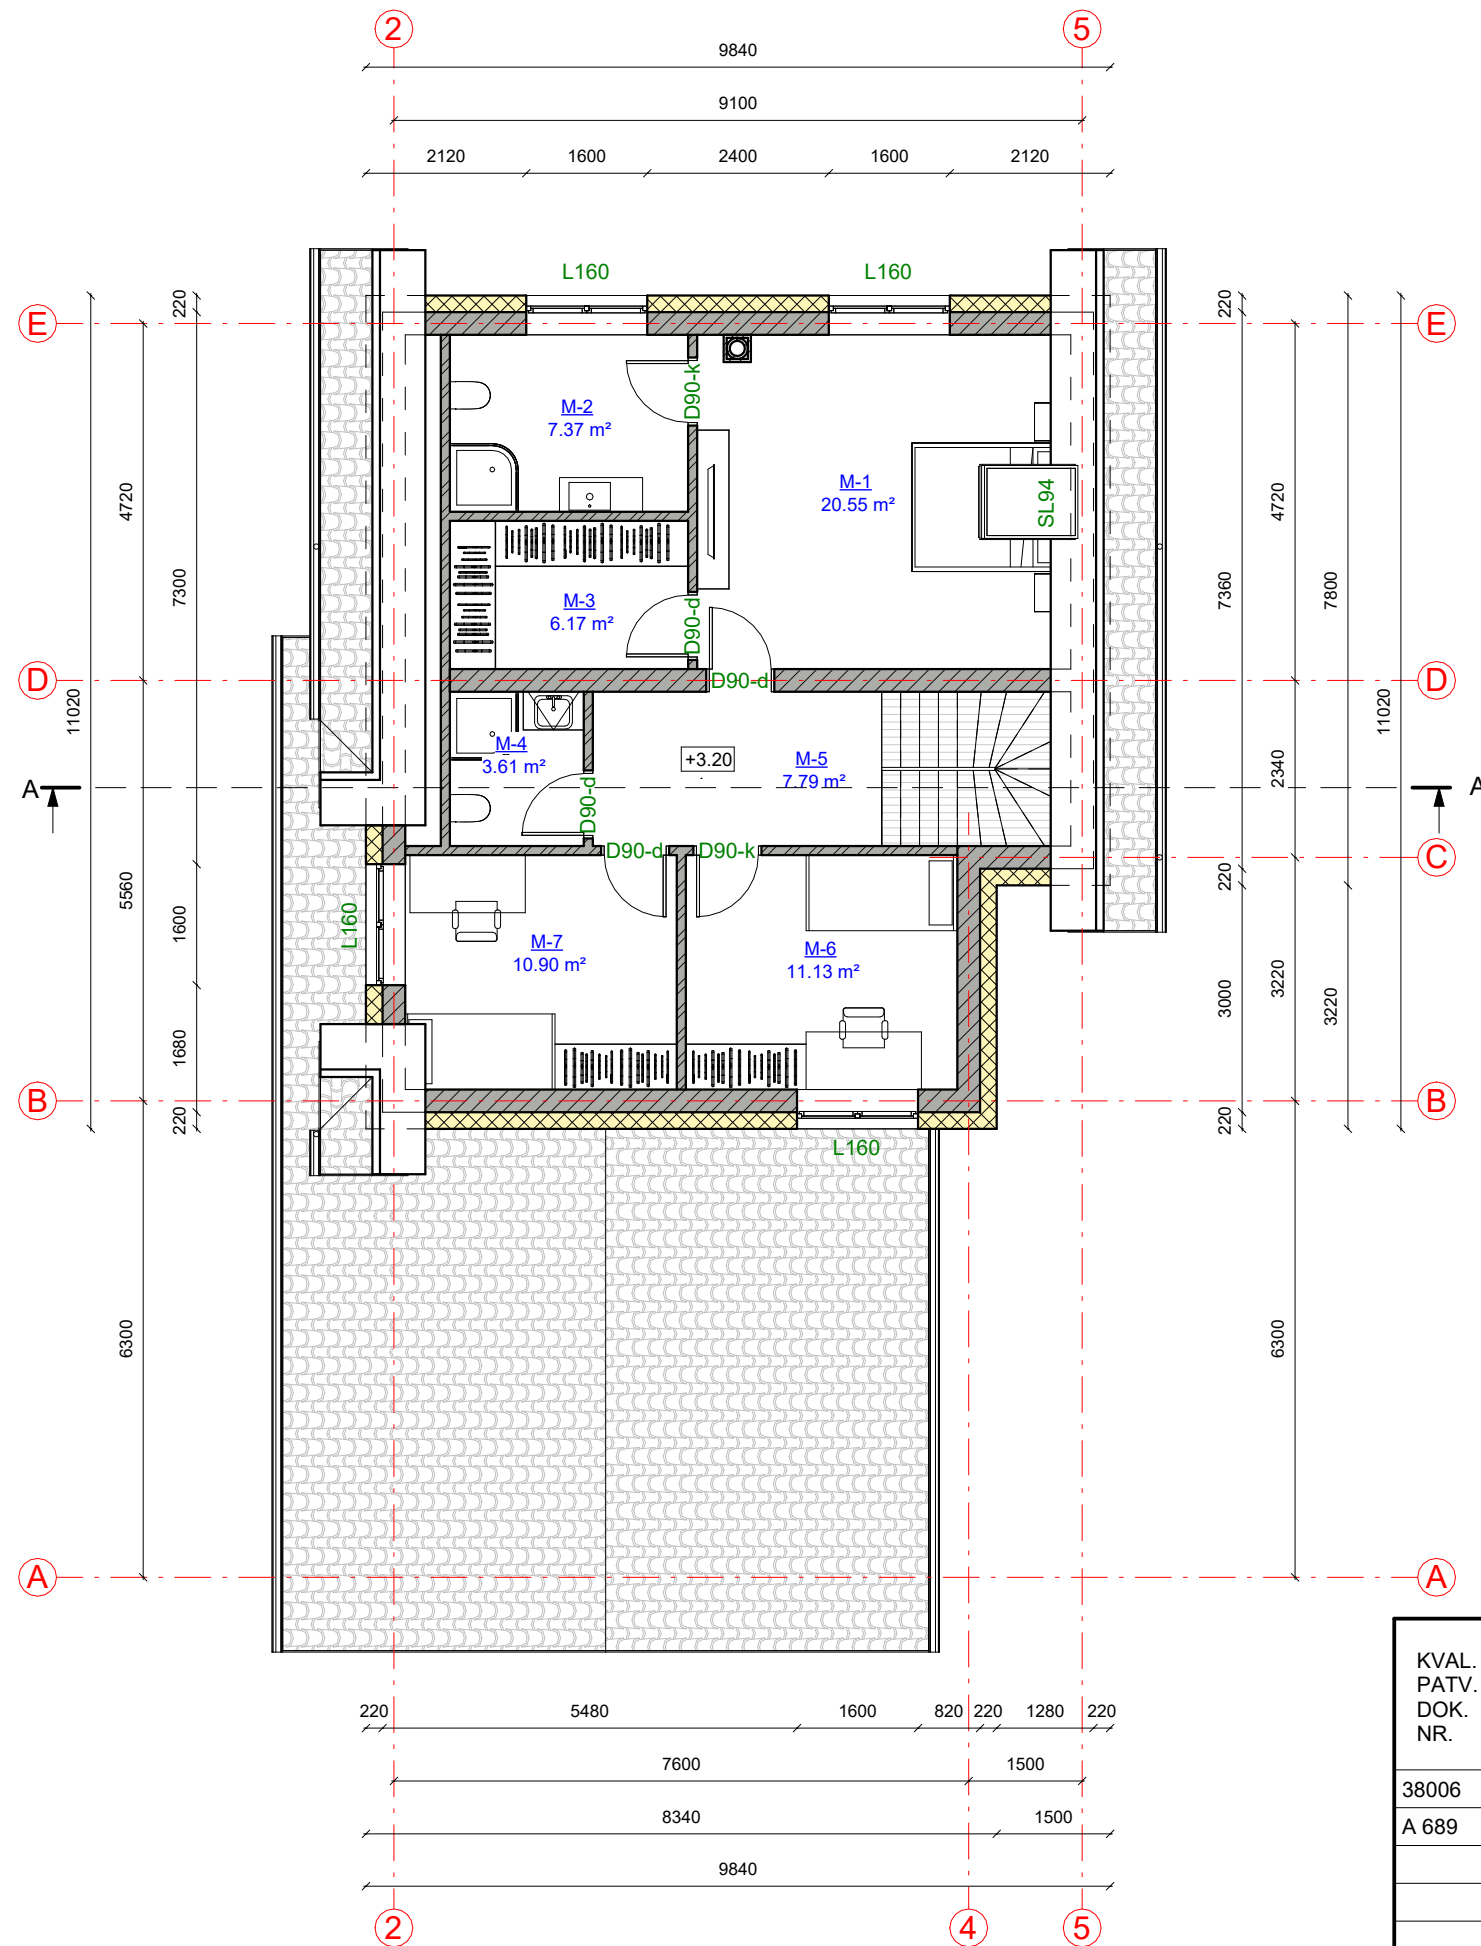 2
5
9840
9100
2120
1600
2400
1600
2120
L160
L160
E
220
220
E
D90-k
M-2
7.37 m²
M-1
20.55 m²
SL94
4720
4720
7300
7360
7800
M-3
6.17 m²
D90-d
D
11020
D90-d
11020
D
M-4
3.61 m²
+3.20
M-5
7.79 m²
2340
A
A
D90-d
D90-d
D90-k
C
220
5560
1600
L160
M-7
10.90 m²
M-6
11.13 m²
3000
3220
3220
1680
B
220
220
B
L160
6300
6300
A
A
220
5480
1600
820
220
1280
220
7600
1500
8340
1500
9840
2
4
5
KVAL.
PATV.
DOK.
NR.
38006
A 689